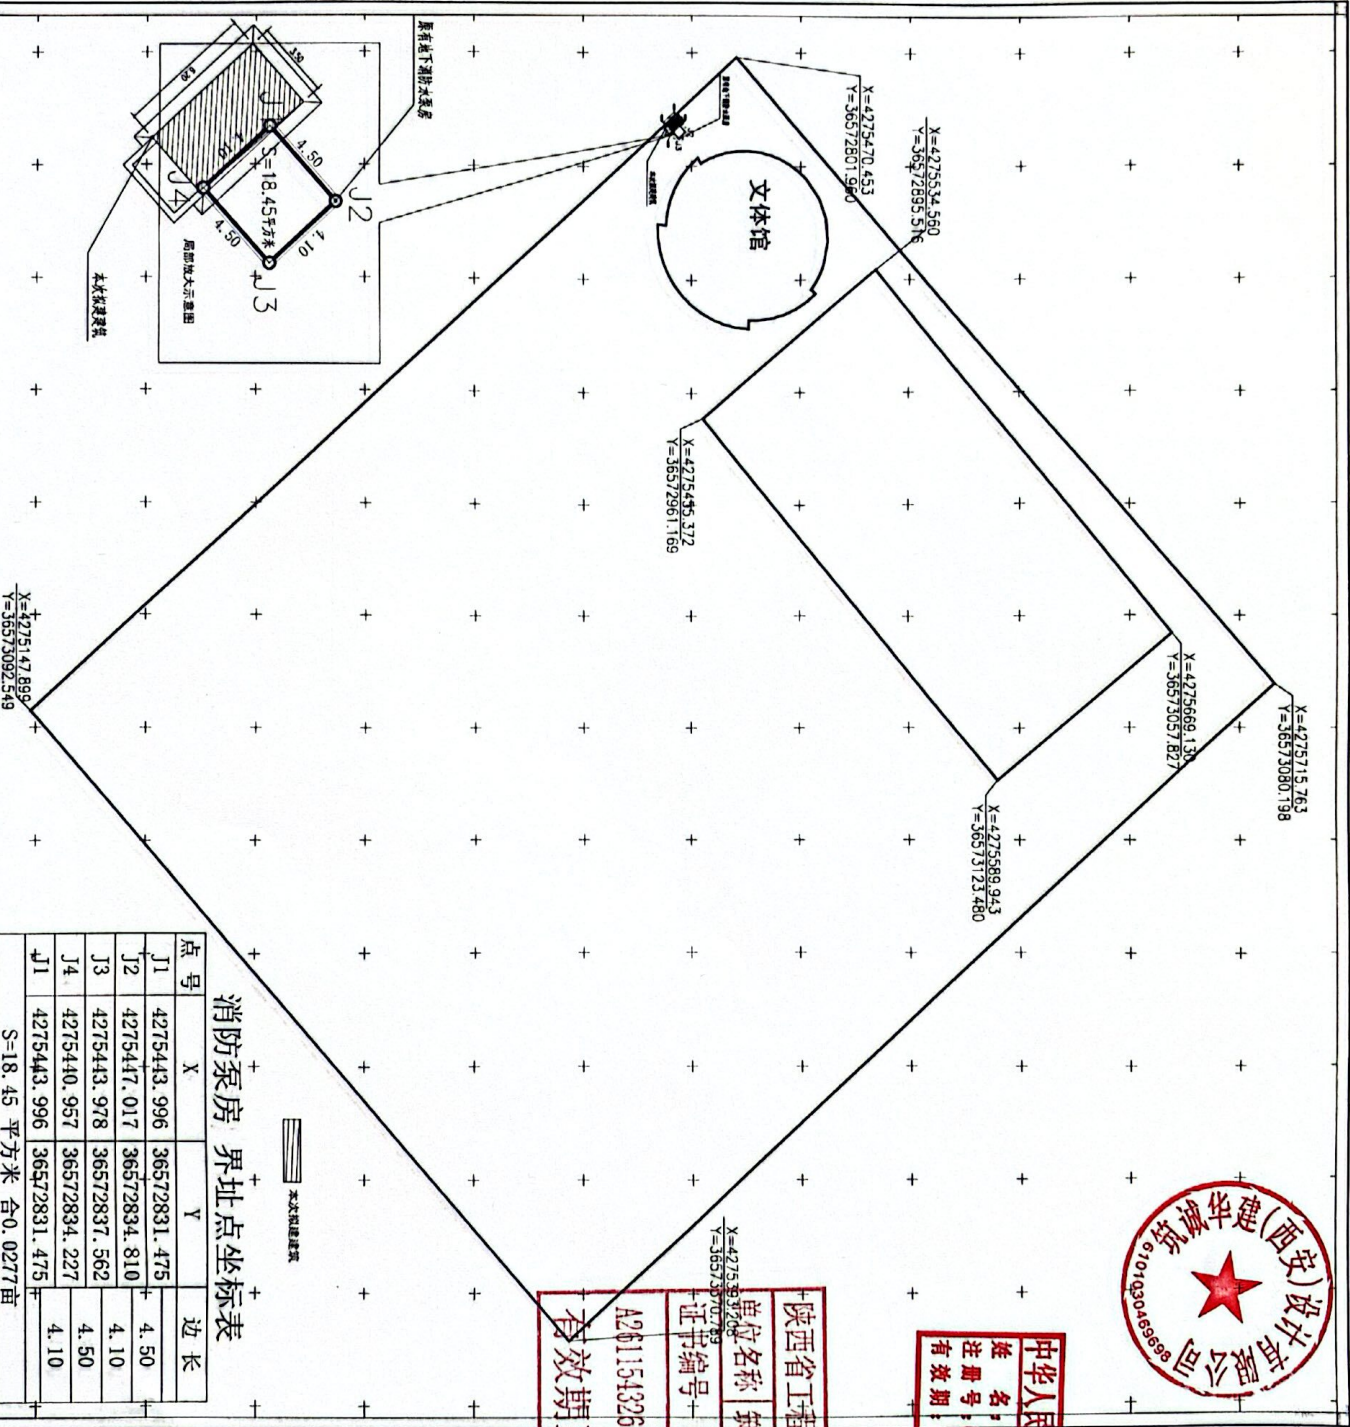 X=4275715.763
Y=36573080.198
X=4275669.130
Y=36573057.827
X=4275589.943
Y=36573123.480
X=4275534.560
Y=36572895.516
X=4275470.453
Y=36572801.960
文体馆
X=4275455.372
Y=36572961.169
原有地下消防水泵房
3.50
6.20
J1
4.50
J2
4.10
S=18.45平方米
4.10
J4
4.50
J3
局部放大示意图
本次拟建建筑
X=4275147.899
Y=36573092.549
本次拟建建筑
消防泵房 界址点坐标表
点号 X Y 边长
J1 4275443.996 36572831.475
4.50
J2 4275447.017 36572834.810
4.10
J3 4275443.978 36572837.562
4.50
J4 4275440.957 36572834.227
4.10
J1 4275443.996 36572831.475
S=18.45 平方米 合0.0277亩
筑诚华建(西安)设计有限公司
6101030469698
中华人民
姓 名:
注册号:
有效期:
陕西省工程
单位名称 筑
证书编号
A261154326
有效期